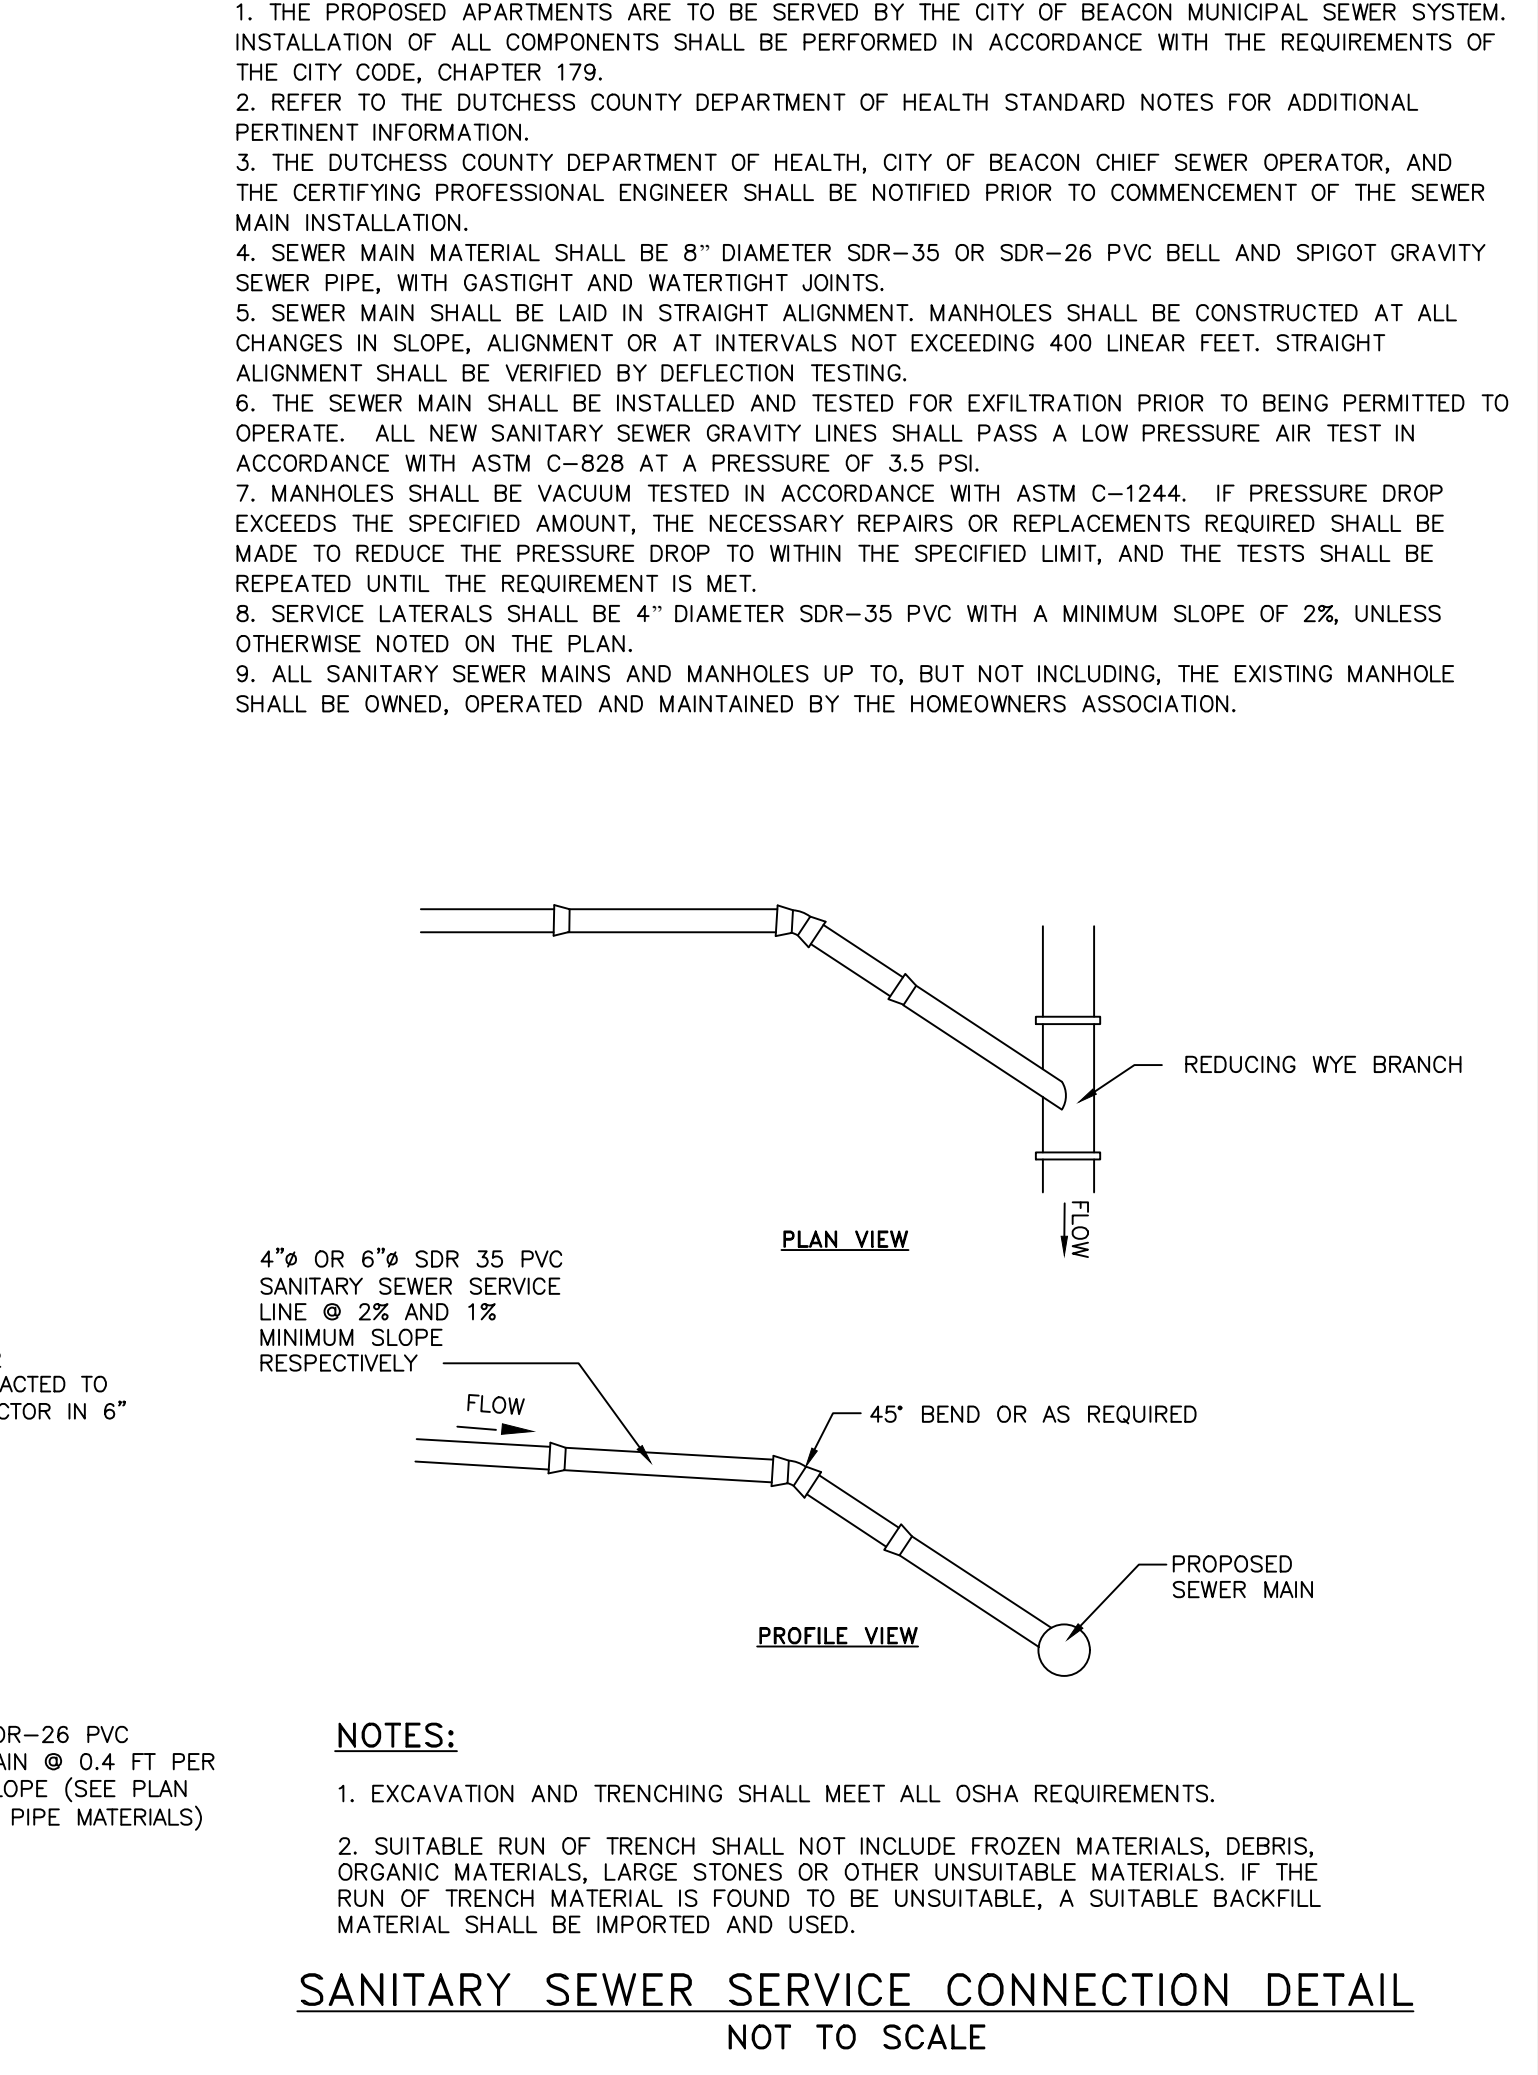 1. THE PROPOSED APARTMENTS ARE TO BE SERVED BY THE CITY OF BEACON MUNICIPAL SEWER SYSTEM.
INSTALLATION OF ALL COMPONENTS SHALL BE PERFORMED IN ACCORDANCE WITH THE REQUIREMENTS OF
THE CITY CODE, CHAPTER 179.
2. REFER TO THE DUTCHESS COUNTY DEPARTMENT OF HEALTH STANDARD NOTES FOR ADDITIONAL
PERTINENT INFORMATION.
3. THE DUTCHESS COUNTY DEPARTMENT OF HEALTH, CITY OF BEACON CHIEF SEWER OPERATOR, AND
THE CERTIFYING PROFESSIONAL ENGINEER SHALL BE NOTIFIED PRIOR TO COMMENCEMENT OF THE SEWER
MAIN INSTALLATION.
4. SEWER MAIN MATERIAL SHALL BE 8" DIAMETER SDR-35 OR SDR-26 PVC BELL AND SPIGOT GRAVITY
SEWER PIPE, WITH GASTIGHT AND WATERTIGHT JOINTS.
5. SEWER MAIN SHALL BE LAID IN STRAIGHT ALIGNMENT. MANHOLES SHALL BE CONSTRUCTED AT ALL
CHANGES IN SLOPE, ALIGNMENT OR AT INTERVALS NOT EXCEEDING 400 LINEAR FEET. STRAIGHT
ALIGNMENT SHALL BE VERIFIED BY DEFLECTION TESTING.
6. THE SEWER MAIN SHALL BE INSTALLED AND TESTED FOR EXFILTRATION PRIOR TO BEING PERMITTED TO
OPERATE. ALL NEW SANITARY SEWER GRAVITY LINES SHALL PASS A LOW PRESSURE AIR TEST IN
ACCORDANCE WITH ASTM C-828 AT A PRESSURE OF 3.5 PSI.
7. MANHOLES SHALL BE VACUUM TESTED IN ACCORDANCE WITH ASTM C-1244. IF PRESSURE DROP
EXCEEDS THE SPECIFIED AMOUNT, THE NECESSARY REPAIRS OR REPLACEMENTS REQUIRED SHALL BE
MADE TO REDUCE THE PRESSURE DROP TO WITHIN THE SPECIFIED LIMIT, AND THE TESTS SHALL BE
REPEATED UNTIL THE REQUIREMENT IS MET.
8. SERVICE LATERALS SHALL BE 4" DIAMETER SDR-35 PVC WITH A MINIMUM SLOPE OF 2%, UNLESS
OTHERWISE NOTED ON THE PLAN.
9. ALL SANITARY SEWER MAINS AND MANHOLES UP TO, BUT NOT INCLUDING, THE EXISTING MANHOLE
SHALL BE OWNED, OPERATED AND MAINTAINED BY THE HOMEOWNERS ASSOCIATION.
REDUCING WYE BRANCH
FLOW
PLAN VIEW
4"ø OR 6"ø SDR 35 PVC
SANITARY SEWER SERVICE
LINE @ 2% AND 1%
MINIMUM SLOPE
RESPECTIVELY
ACTED TO
CTOR IN 6"
FLOW
45° BEND OR AS REQUIRED
PROPOSED
SEWER MAIN
PROFILE VIEW
DR-26 PVC
AIN @ 0.4 FT PER
LOPE (SEE PLAN
PIPE MATERIALS)
NOTES:
1. EXCAVATION AND TRENCHING SHALL MEET ALL OSHA REQUIREMENTS.
2. SUITABLE RUN OF TRENCH SHALL NOT INCLUDE FROZEN MATERIALS, DEBRIS,
ORGANIC MATERIALS, LARGE STONES OR OTHER UNSUITABLE MATERIALS. IF THE
RUN OF TRENCH MATERIAL IS FOUND TO BE UNSUITABLE, A SUITABLE BACKFILL
MATERIAL SHALL BE IMPORTED AND USED.
SANITARY SEWER SERVICE CONNECTION DETAIL
NOT TO SCALE